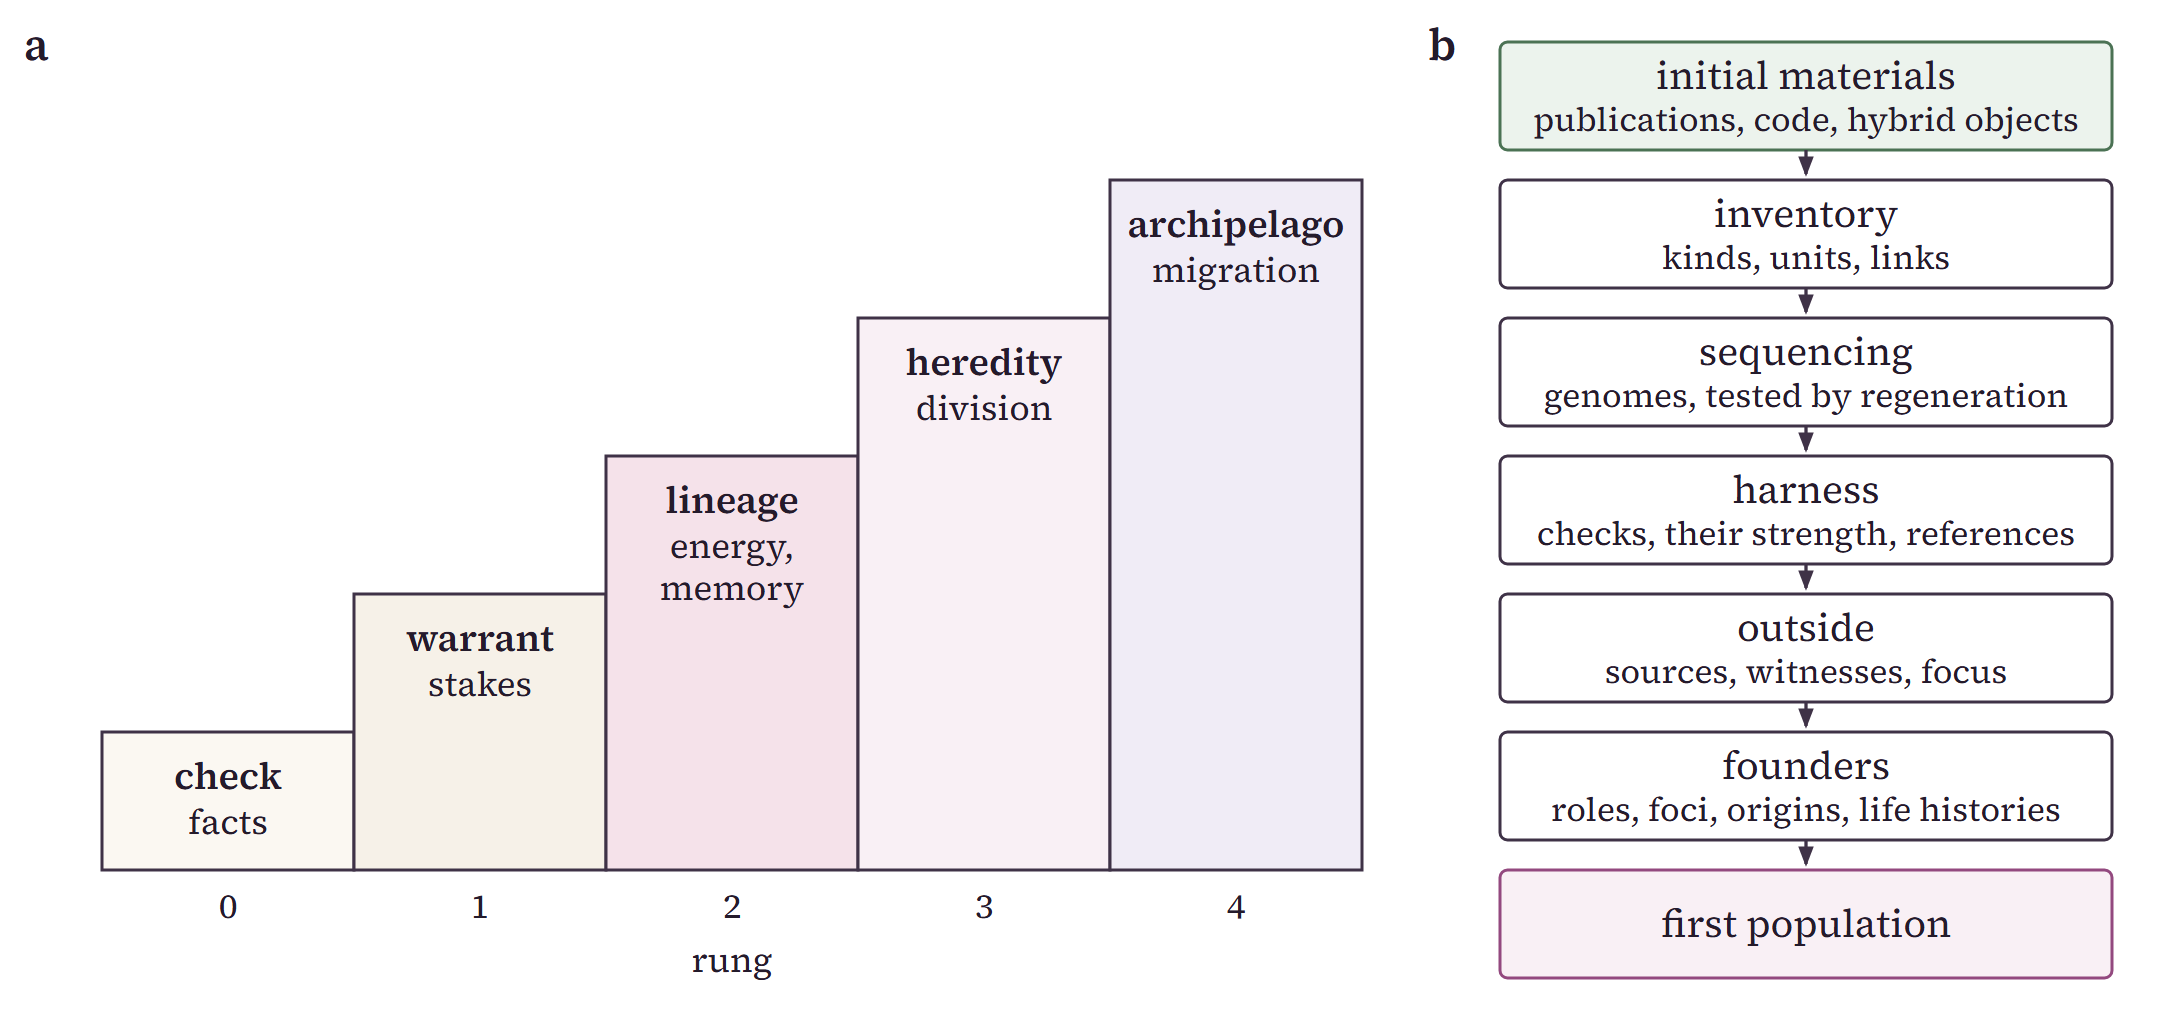 a
check
facts
warrant
stakes
lineage
energy,
memory
heredity
division
archipelago
migration
0
1
2
3
4
rung
b
initial materials
publications, code, hybrid objects
inventory
kinds, units, links
sequencing
genomes, tested by regeneration
harness
checks, their strength, references
outside
sources, witnesses, focus
founders
roles, foci, origins, life histories
first population